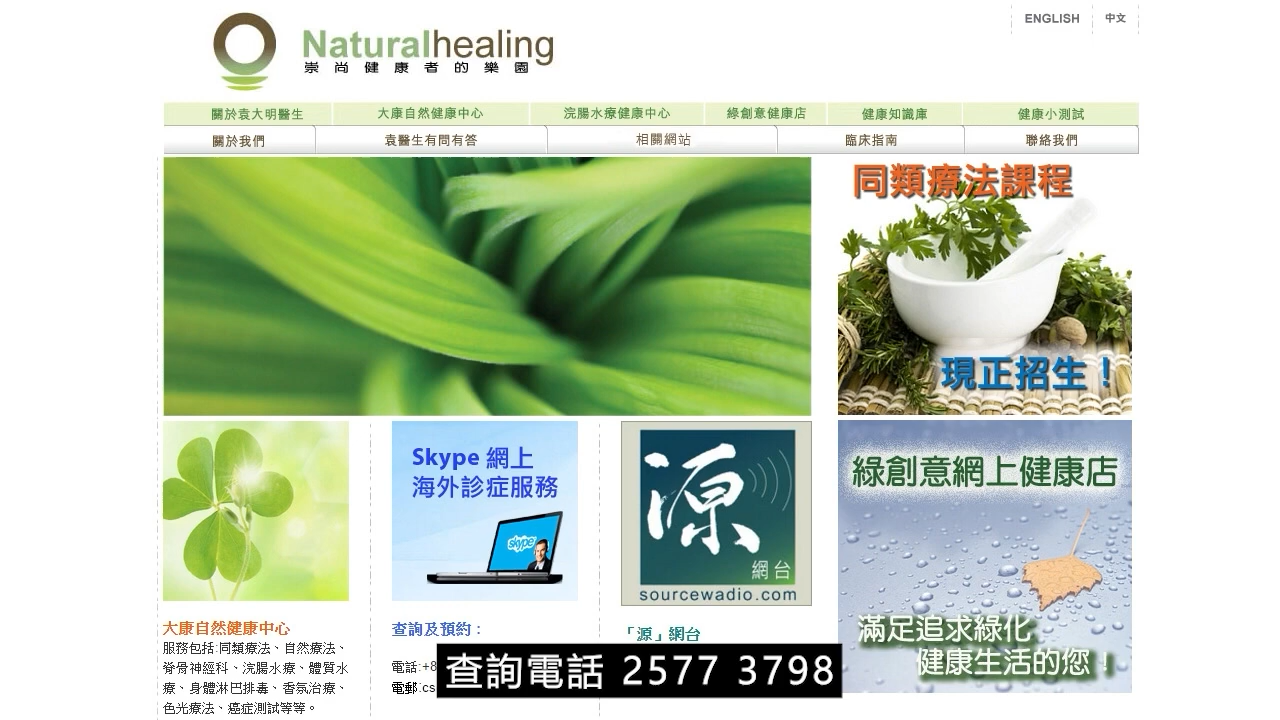 ENGLISH 中文
Naturalhealing
崇尚健康者的樂園
關於袁大明醫生 大康自然健康中心 浣腸水療健康中心 綠創意健康店 健康知識庫 健康小測試
關於我們 袁醫生有問有答 相關網站 臨床指南 聯絡我們
同類療法課程
現正招生！
Skype 網上
海外診症服務
skype
源
網台
sourcewadio.com
綠創意網上健康店
滿足追求綠化
健康生活的您！
大康自然健康中心
服務包括:同類療法、自然療法、
脊骨神經科、浣腸水療、體質水
療、身體淋巴排毒、香氛治療、
色光療法、癌症測試等等。
查詢及預約：
電話:+8
電郵:cs
「源」網台
查詢電話 2577 3798